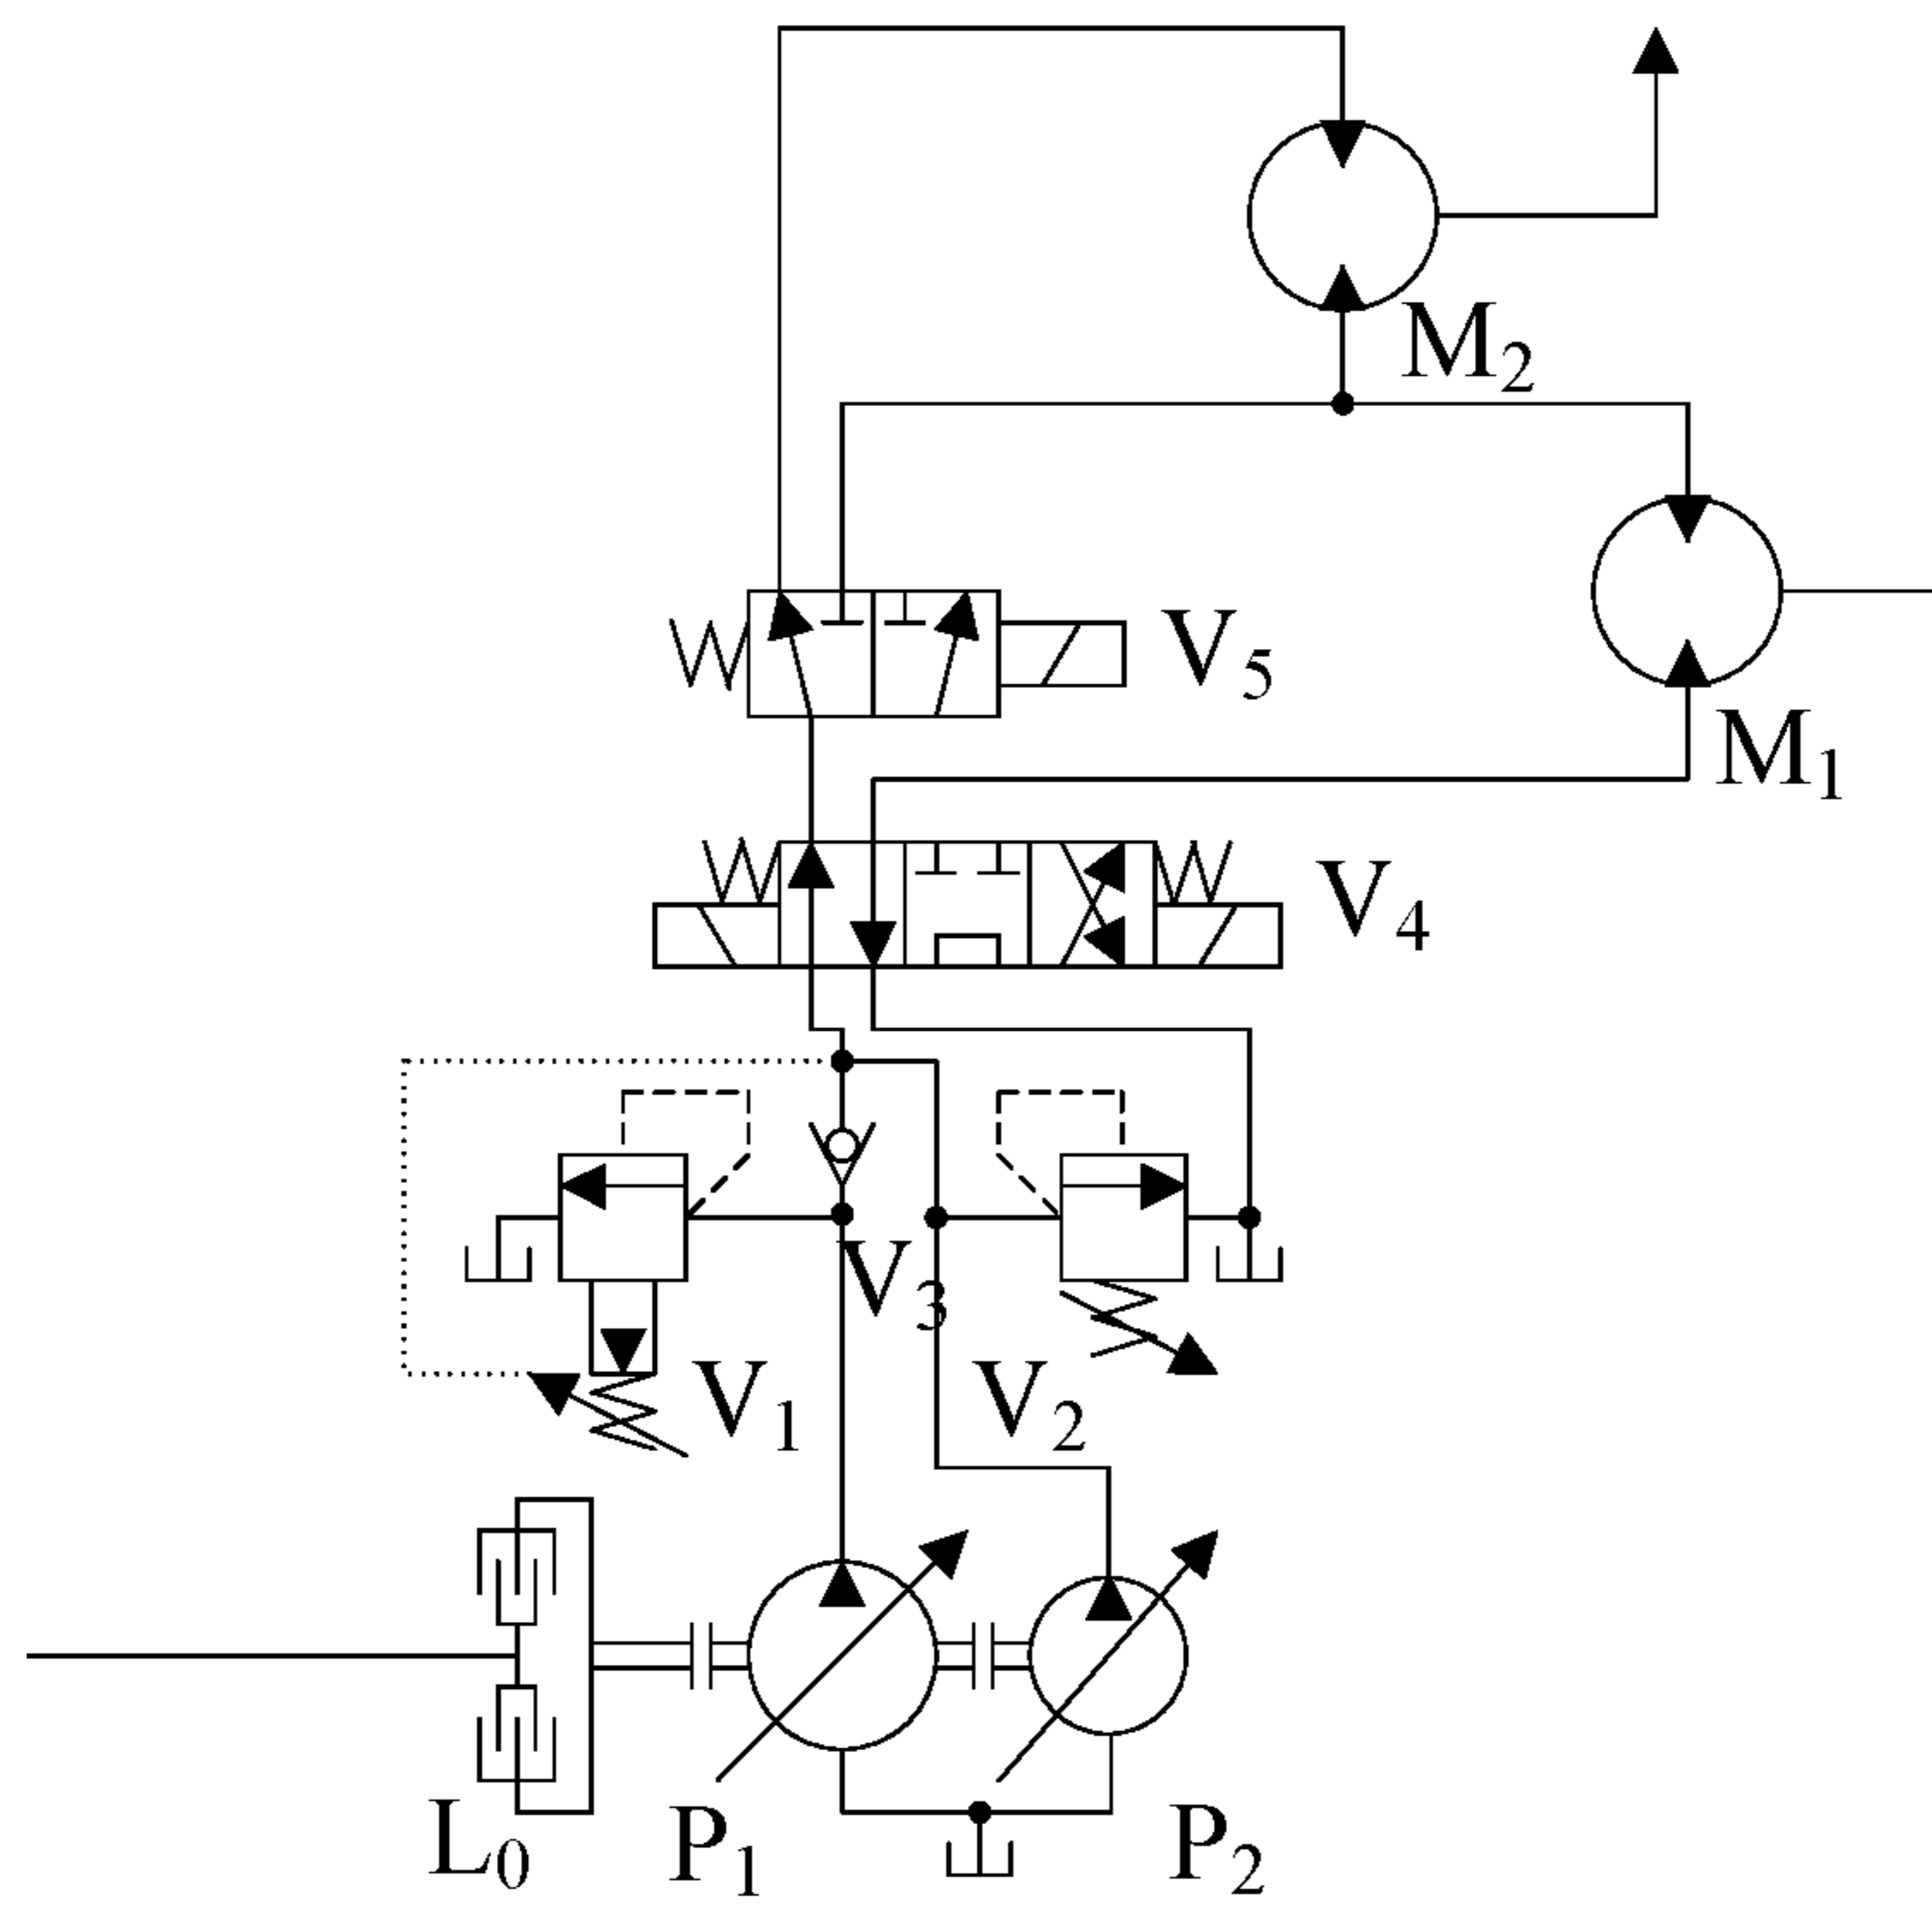 M₂
V₅
M₁
V₄
V₃
V₁
V₂
L₀
P₁
P₂